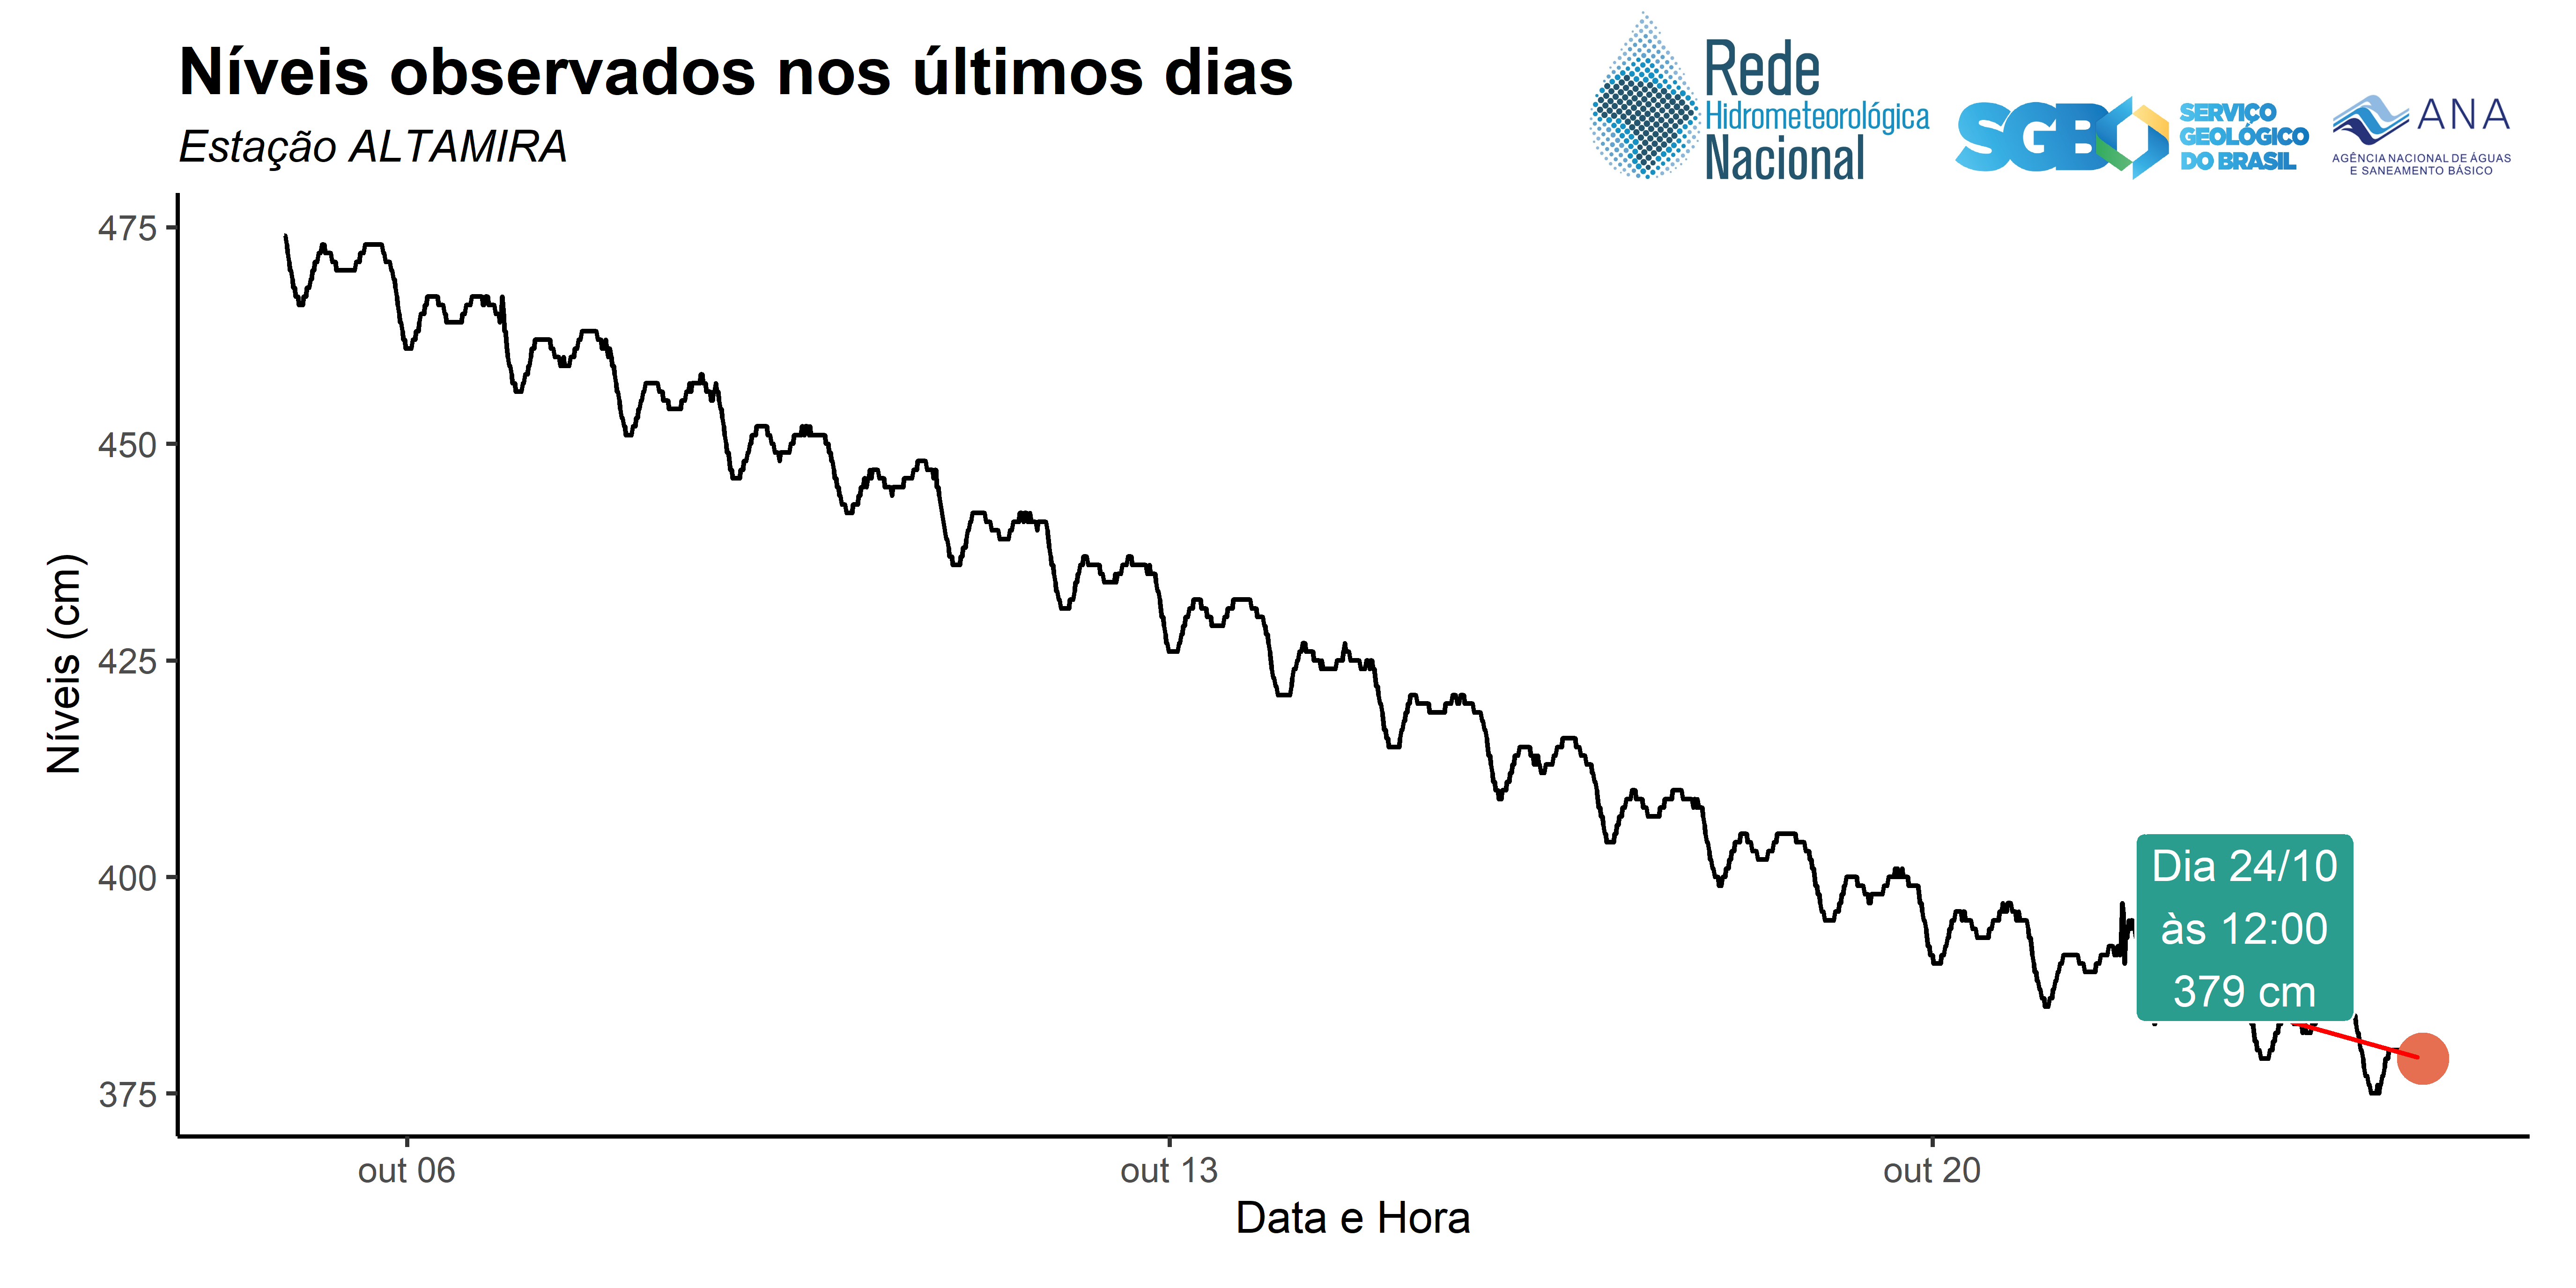 Níveis observados nos últimos dias
Estação ALTAMIRA
Rede
Hidrometeorológica
Nacional
SGB
SERVIÇO
GEOLÓGICO
DO BRASIL
ANA
AGÊNCIA NACIONAL DE ÁGUAS
E SANEAMENTO BÁSICO
Níveis (cm)
475
450
425
400
375
Dia 24/10
às 12:00
379 cm
out 06
out 13
out 20
Data e Hora